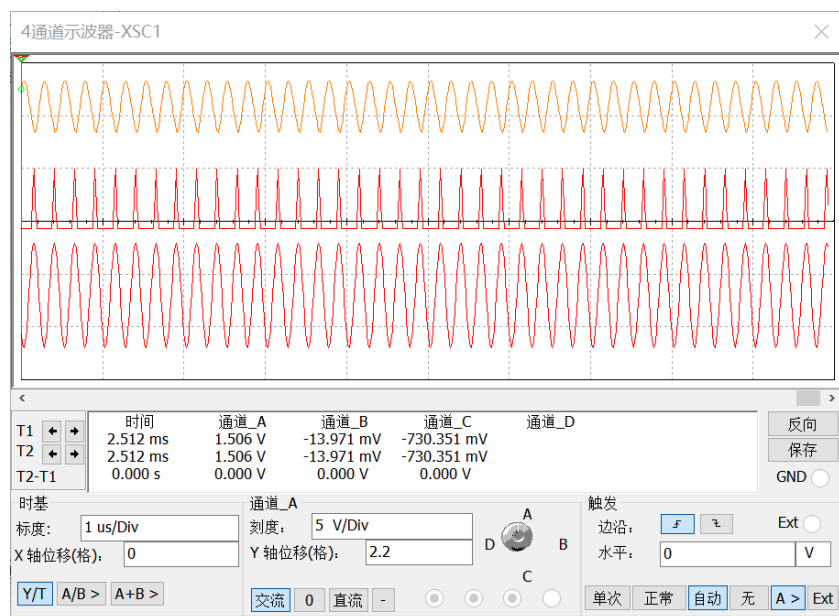 4通道示波器-XSC1
时间 通道_A 通道_B 通道_C 通道_D
T1 2.512 ms 1.506 V -13.971 mV -730.351 mV
T2 2.512 ms 1.506 V -13.971 mV -730.351 mV
T2-T1 0.000 s 0.000 V 0.000 V 0.000 V
反向
保存
GND
时基
标度: 1 us/Div
X 轴位移(格): 0
Y/T A/B > A+B >
通道_A
刻度: 5 V/Div
Y 轴位移(格): 2.2
交流 0 直流 -
A
D B
C
触发
边沿: Ext
水平: 0 V
单次 正常 自动 无 A > Ext